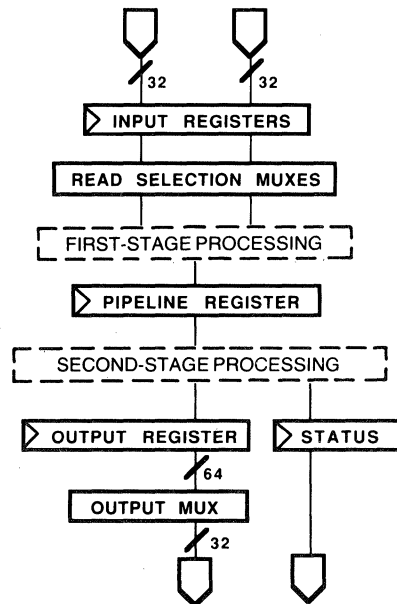 32 32
INPUT REGISTERS
READ SELECTION MUXES
FIRST-STAGE PROCESSING
PIPELINE REGISTER
SECOND-STAGE PROCESSING
OUTPUT REGISTER STATUS
64
OUTPUT MUX
32